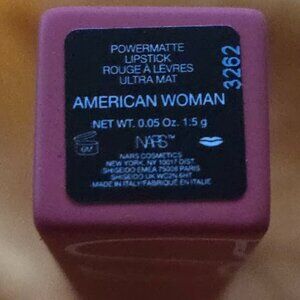 POWERMATTE
LIPSTICK
ROUGE À LÈVRES
ULTRA MAT
3262
AMERICAN WOMAN
NET WT. 0.05 Oz. 1.5 g
NARS™
NARS COSMETICS
NEW YORK, NY 10017 DIST.
SHISEIDO EMEA 75008 PARIS
SHISEIDO UK WC2N 6HT
MADE IN ITALY/FABRIQUÉ EN ITALIE